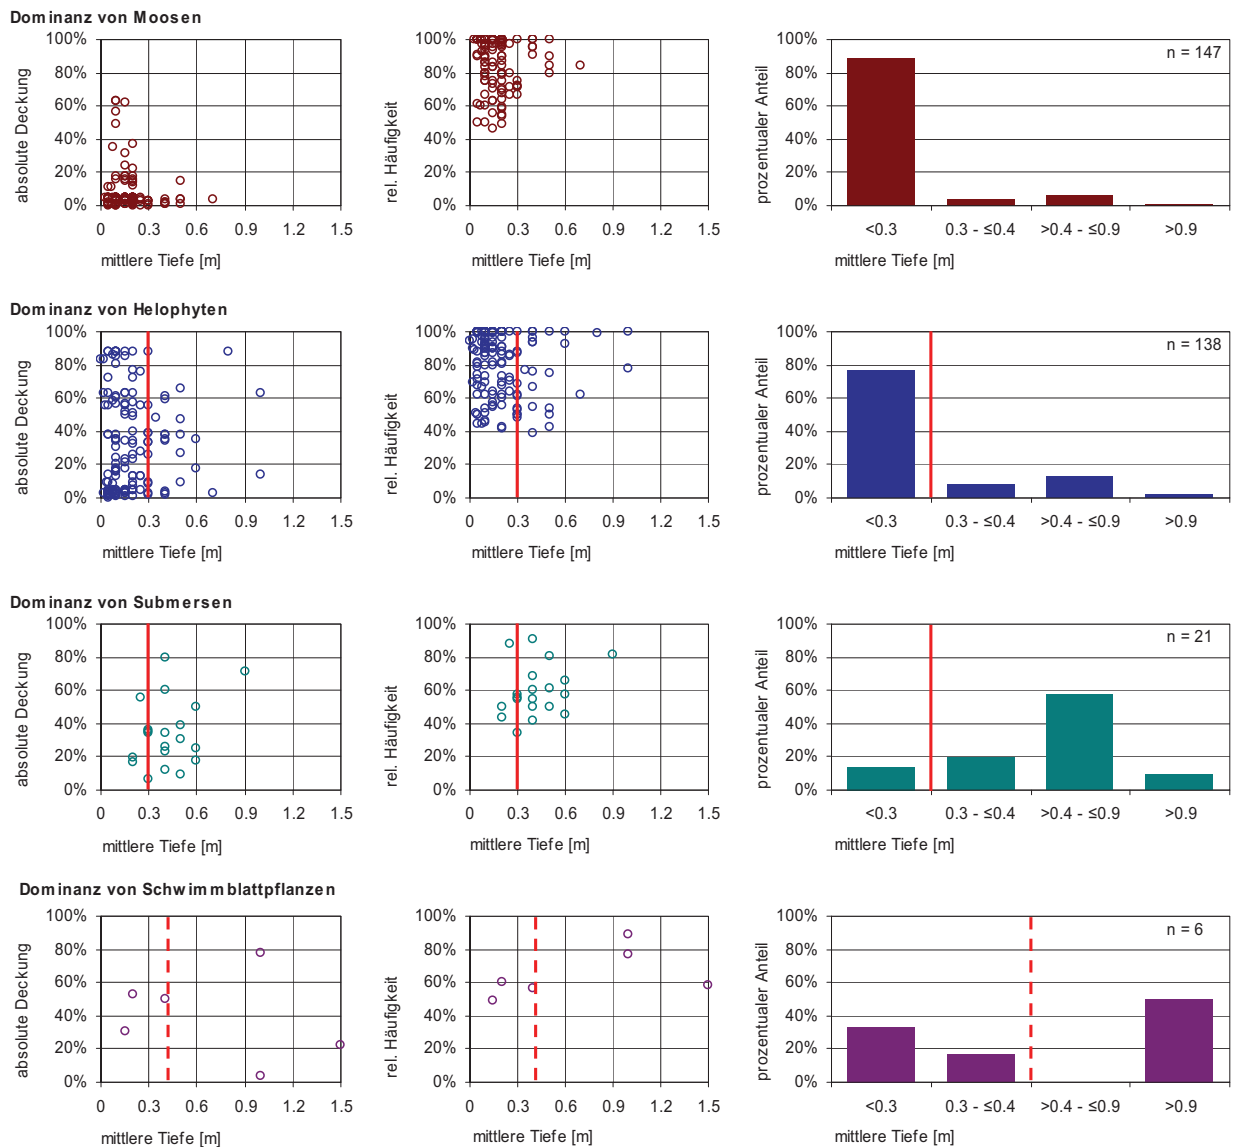 Dominanz von Moosen
absolute Deckung
100%
80%
60%
40%
20%
0%
0 0.3 0.6 0.9 1.2 1.5
mittlere Tiefe [m]
rel. Häufigkeit
100%
80%
60%
40%
20%
0%
0 0.3 0.6 0.9 1.2 1.5
mittlere Tiefe [m]
prozentualer Anteil
100%
80%
60%
40%
20%
0%
n = 147
<0.3 0.3 - ≤0.4 >0.4 - ≤0.9 >0.9
mittlere Tiefe [m]
Dominanz von Helophyten
absolute Deckung
100%
80%
60%
40%
20%
0%
0 0.3 0.6 0.9 1.2 1.5
mittlere Tiefe [m]
rel. Häufigkeit
100%
80%
60%
40%
20%
0%
0 0.3 0.6 0.9 1.2 1.5
mittlere Tiefe [m]
prozentualer Anteil
100%
80%
60%
40%
20%
0%
n = 138
<0.3 0.3 - ≤0.4 >0.4 - ≤0.9 >0.9
mittlere Tiefe [m]
Dominanz von Submersen
absolute Deckung
100%
80%
60%
40%
20%
0%
0 0.3 0.6 0.9 1.2 1.5
mittlere Tiefe [m]
rel. Häufigkeit
100%
80%
60%
40%
20%
0%
0 0.3 0.6 0.9 1.2 1.5
mittlere Tiefe [m]
prozentualer Anteil
100%
80%
60%
40%
20%
0%
n = 21
<0.3 0.3 - ≤0.4 >0.4 - ≤0.9 >0.9
mittlere Tiefe [m]
Dominanz von Schwimmblattpflanzen
absolute Deckung
100%
80%
60%
40%
20%
0%
0 0.3 0.6 0.9 1.2 1.5
mittlere Tiefe [m]
rel. Häufigkeit
100%
80%
60%
40%
20%
0%
0 0.3 0.6 0.9 1.2 1.5
mittlere Tiefe [m]
prozentualer Anteil
100%
80%
60%
40%
20%
0%
n = 6
<0.3 0.3 - ≤0.4 >0.4 - ≤0.9 >0.9
mittlere Tiefe [m]